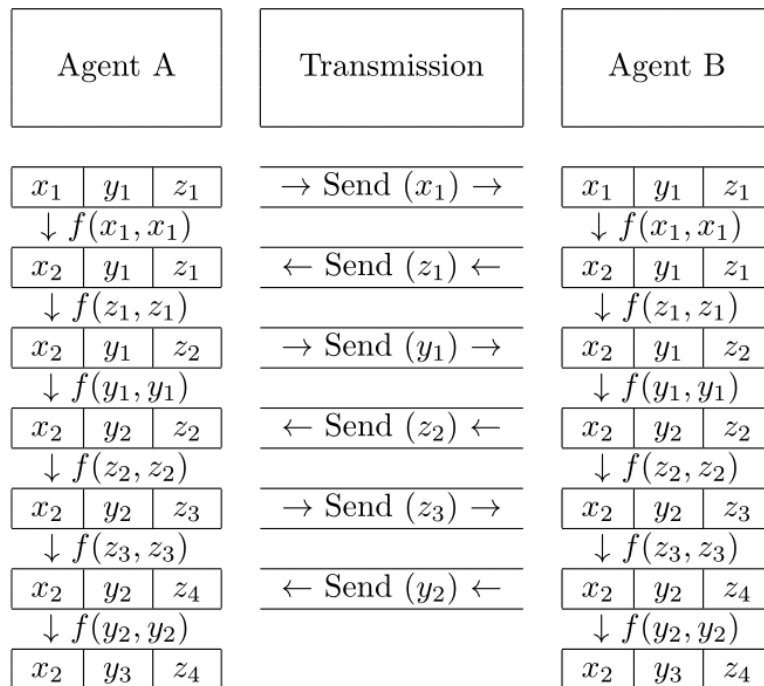 Agent A Transmission Agent B
x₁ y₁ z₁ → Send (x₁) → x₁ y₁ z₁
↓ f(x₁, x₁) ↓ f(x₁, x₁)
x₂ y₁ z₁ ← Send (z₁) ← x₂ y₁ z₁
↓ f(z₁, z₁) ↓ f(z₁, z₁)
x₂ y₁ z₂ → Send (y₁) → x₂ y₁ z₂
↓ f(y₁, y₁) ↓ f(y₁, y₁)
x₂ y₂ z₂ ← Send (z₂) ← x₂ y₂ z₂
↓ f(z₂, z₂) ↓ f(z₂, z₂)
x₂ y₂ z₃ → Send (z₃) → x₂ y₂ z₃
↓ f(z₃, z₃) ↓ f(z₃, z₃)
x₂ y₂ z₄ ← Send (y₂) ← x₂ y₂ z₄
↓ f(y₂, y₂) ↓ f(y₂, y₂)
x₂ y₃ z₄ x₂ y₃ z₄